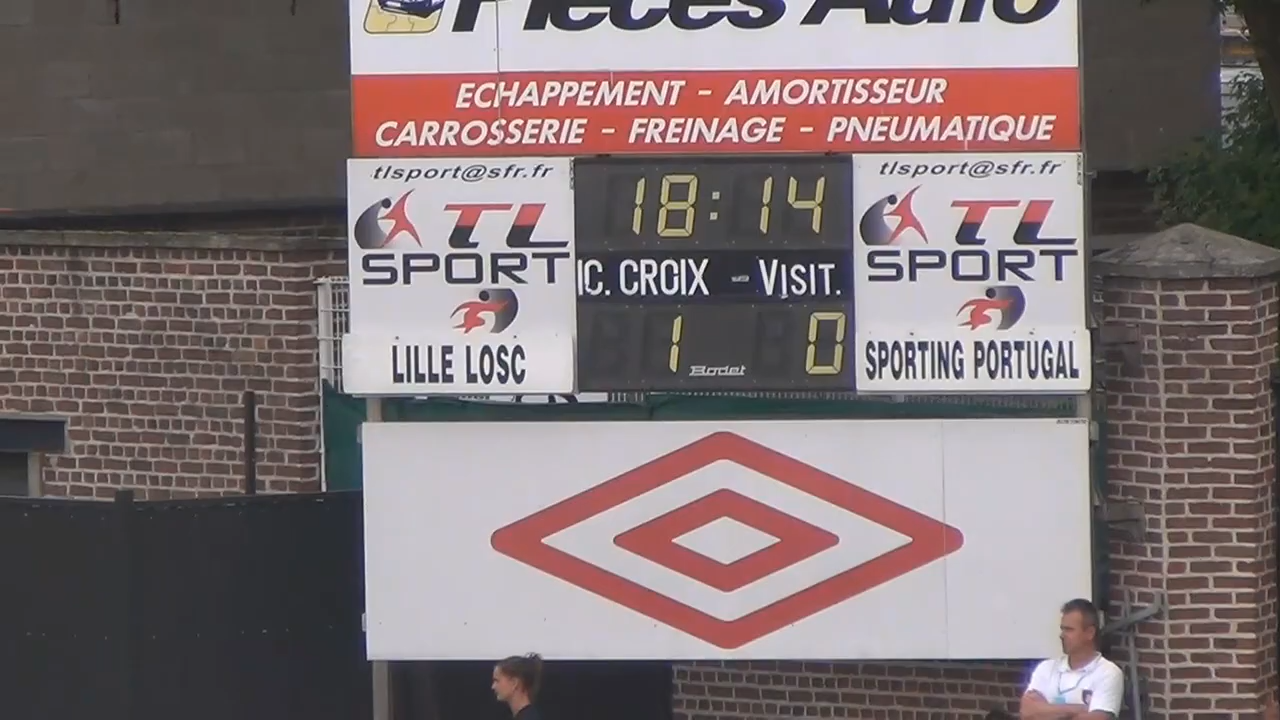 Pièces Auto
ECHAPPEMENT - AMORTISSEUR
CARROSSERIE - FREINAGE - PNEUMATIQUE
tlsport@sfr.fr
TL
SPORT
LILLE LOSC
18:14
IC. CROIX - VISIT.
1 0
Bodet
tlsport@sfr.fr
TL
SPORT
SPORTING PORTUGAL